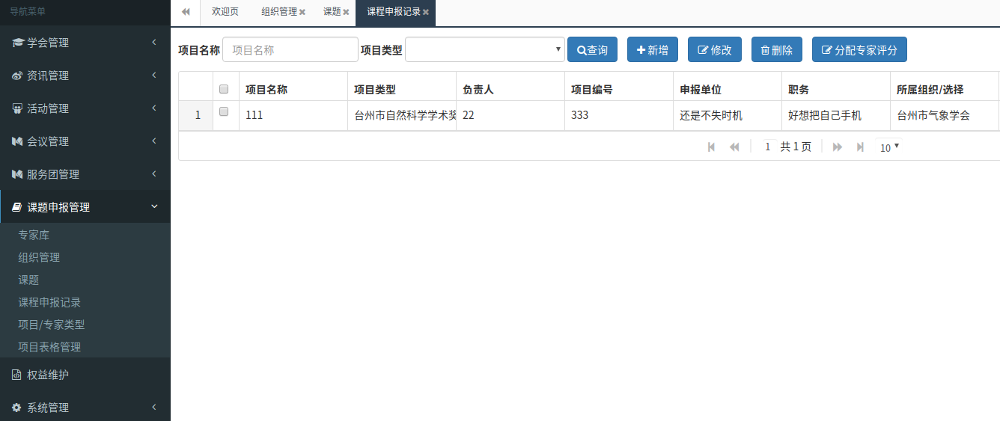 导航菜单
学会管理
资讯管理
活动管理
会议管理
服务团管理
课题申报管理
专家库
组织管理
课题
课程申报记录
项目/专家类型
项目表格管理
权益维护
系统管理
欢迎页 组织管理 课题 课程申报记录
项目名称 项目名称 项目类型 查询 新增 修改 删除 分配专家评分
项目名称 项目类型 负责人 项目编号 申报单位 职务 所属组织/选择
1 111 台州市自然科学学术奖 22 333 还是不失时机 好想把自己手机 台州市气象学会
1 共 1 页 10